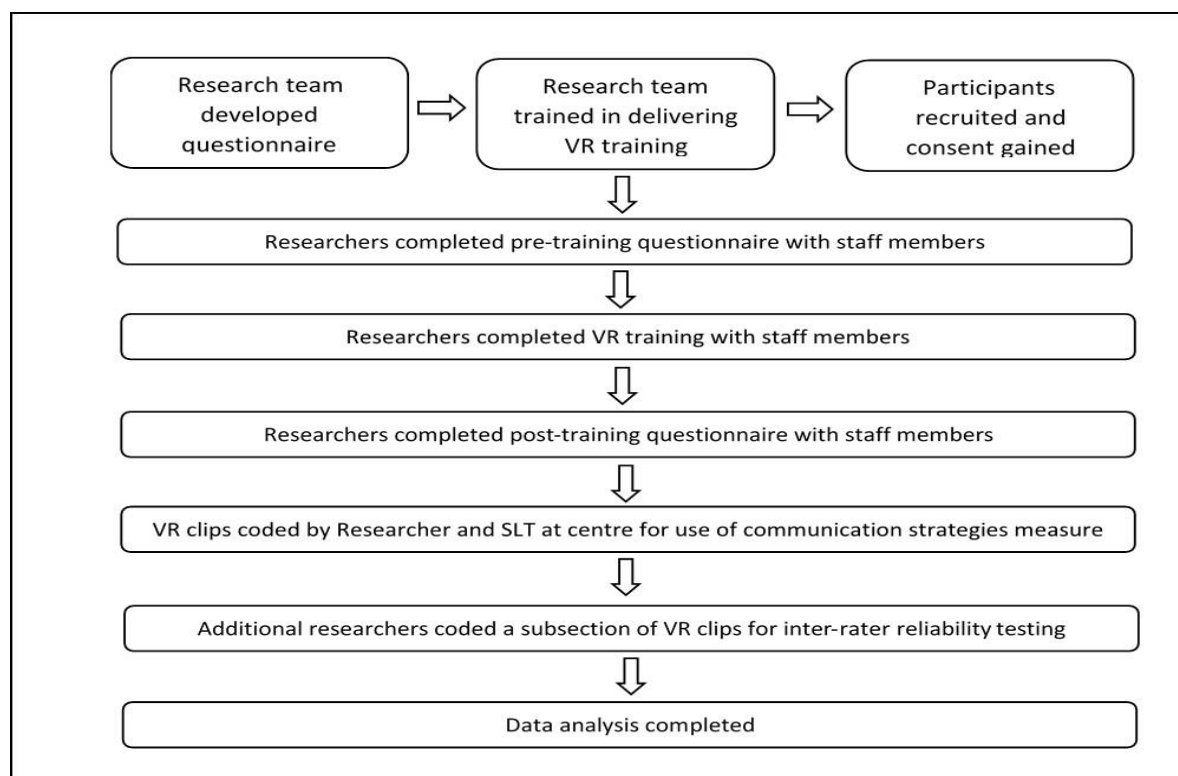 Research team
developed
questionnaire
Research team
trained in delivering
VR training
Participants
recruited and
consent gained
Researchers completed pre-training questionnaire with staff members
Researchers completed VR training with staff members
Researchers completed post-training questionnaire with staff members
VR clips coded by Researcher and SLT at centre for use of communication strategies measure
Additional researchers coded a subsection of VR clips for inter-rater reliability testing
Data analysis completed